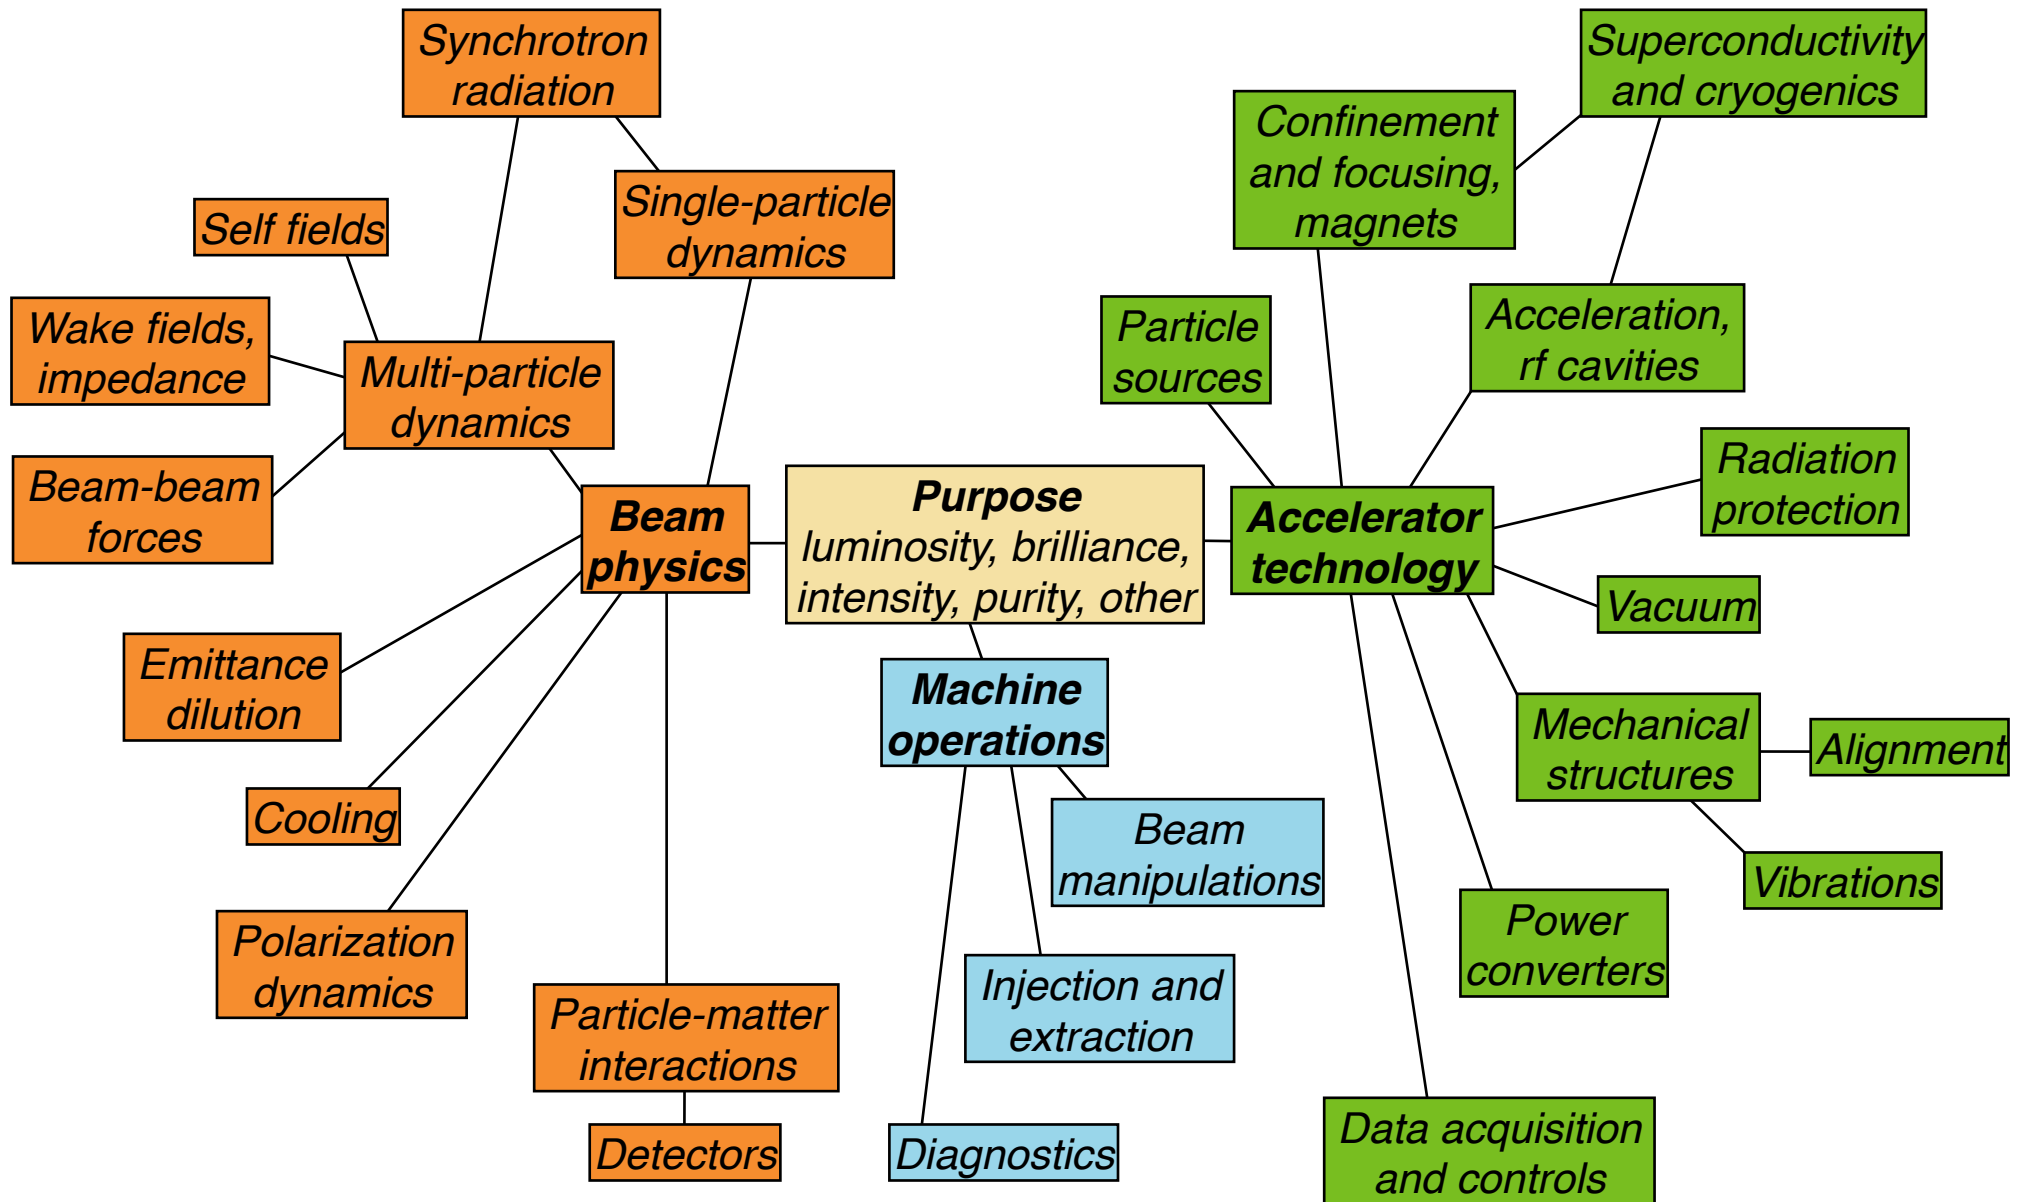 Synchrotron
radiation
Superconductivity
and cryogenics
Confinement
and focusing,
magnets
Single-particle
dynamics
Self fields
Wake fields,
impedance
Particle
sources
Acceleration,
rf cavities
Multi-particle
dynamics
Beam-beam
forces
Radiation
protection
Beam
physics
Purpose
luminosity, brilliance,
intensity, purity, other
Accelerator
technology
Vacuum
Emittance
dilution
Machine
operations
Mechanical
structures
Alignment
Cooling
Beam
manipulations
Vibrations
Polarization
dynamics
Power
converters
Injection and
extraction
Particle-matter
interactions
Detectors
Diagnostics
Data acquisition
and controls